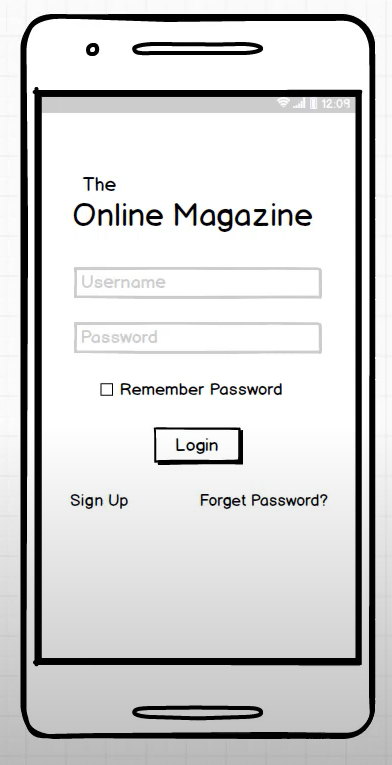 12:09
The
Online Magazine
Username
Password
Remember Password
Login
Sign Up Forget Password?